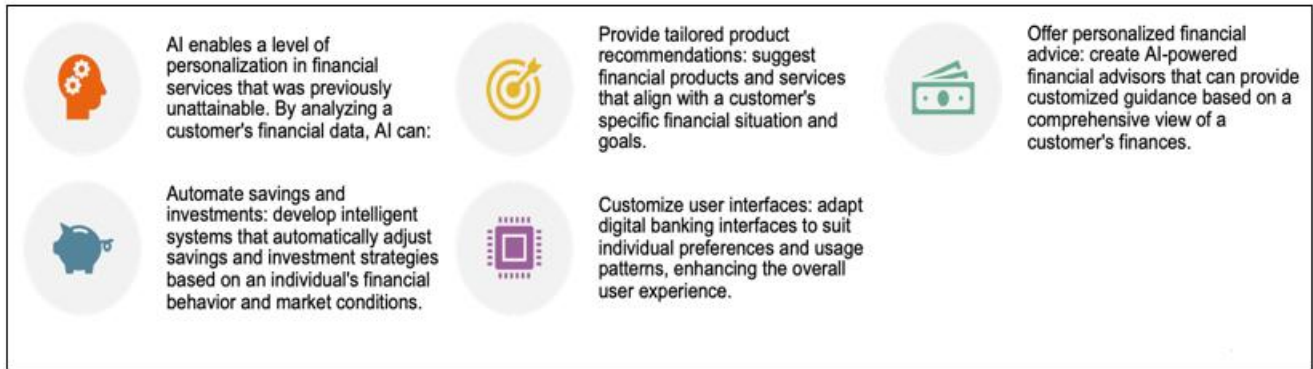 AI enables a level of
personalization in financial
services that was previously
unattainable. By analyzing a
customer's financial data, AI can:
Provide tailored product
recommendations: suggest
financial products and services
that align with a customer's
specific financial situation and
goals.
Offer personalized financial
advice: create AI-powered
financial advisors that can provide
customized guidance based on a
comprehensive view of a
customer's finances.
Automate savings and
investments: develop intelligent
systems that automatically adjust
savings and investment strategies
based on an individual's financial
behavior and market conditions.
Customize user interfaces: adapt
digital banking interfaces to suit
individual preferences and usage
patterns, enhancing the overall
user experience.